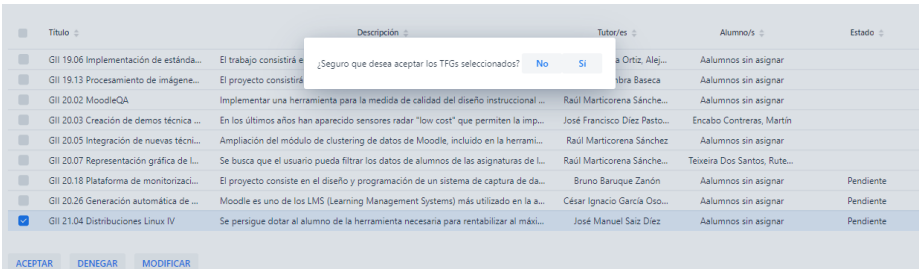 Título Descripción Tutor/es Alumno/s Estado
¿Seguro que desea aceptar los TFGs seleccionados? No Si
GII 19.06 Implementación de estánda... El trabajo consistirá e a Ortiz, Alej... Aalumnos sin asignar
GII 19.13 Procesamiento de imágene... El proyecto consistirá bra Baseca Aalumnos sin asignar
GII 20.02 MoodleQA Implementar una herramienta para la medida de calidad del diseño instruccional ... Raúl Marticorena Sánche... Aalumnos sin asignar
GII 20.03 Creación de demos técnica ... En los últimos años han aparecido sensores radar "low cost" que permiten la imp... José Francisco Díez Pasto... Encabo Contreras, Martín
GII 20.05 Integración de nuevas técni... Ampliación del módulo de clustering de datos de Moodle, incluido en la herrami... Raúl Marticorena Sánchez Aalumnos sin asignar
GII 20.07 Representación gráfica de l... Se busca que el usuario pueda filtrar los datos de alumnos de las asignaturas de l... Raúl Marticorena Sánche... Teixeira Dos Santos, Rute...
GII 20.18 Plataforma de monitorizaci... El proyecto consiste en el diseño y programación de un sistema de captura de da... Bruno Baruque Zanón Aalumnos sin asignar Pendiente
GII 20.26 Generación automática de ... Moodle es uno de los LMS (Learning Management Systems) más utilizado en la a... César Ignacio García Oso... Aalumnos sin asignar Pendiente
GII 21.04 Distribuciones Linux IV Se persigue dotar al alumno de la herramienta necesaria para rentabilizar al máxi... José Manuel Saiz Díez Aalumnos sin asignar Pendiente
ACEPTAR DENEGAR MODIFICAR